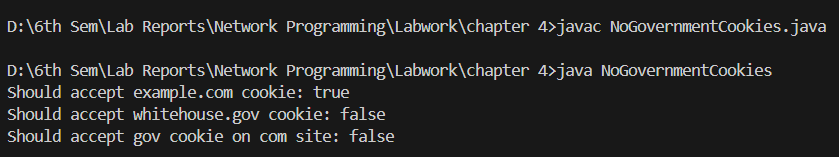 D:\6th Sem\Lab Reports\Network Programming\Labwork\chapter 4>javac NoGovernmentCookies.java
D:\6th Sem\Lab Reports\Network Programming\Labwork\chapter 4>java NoGovernmentCookies
Should accept example.com cookie: true
Should accept whitehouse.gov cookie: false
Should accept gov cookie on com site: false